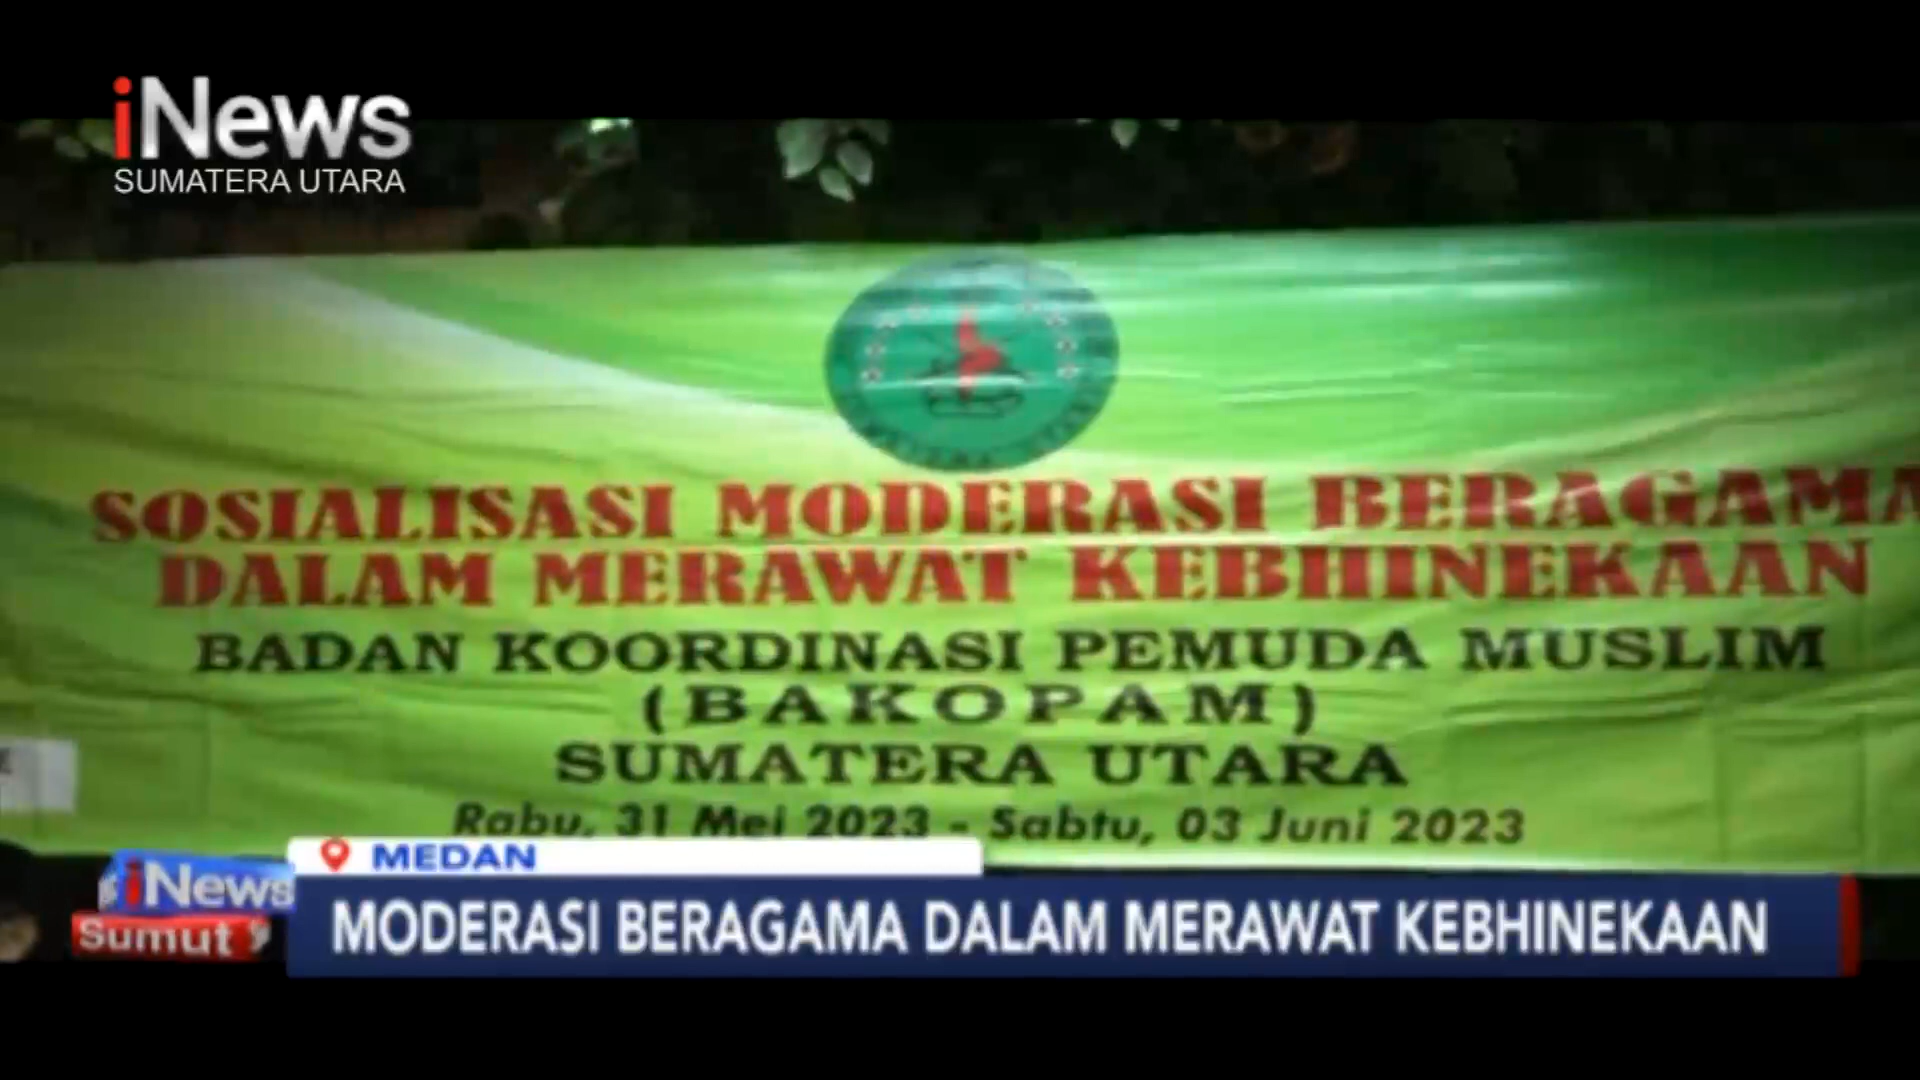 iNews
SUMATERA UTARA
SOSIALISASI MODERASI BERAGAMA
DALAM MERAWAT KEBHINEKAAN
BADAN KOORDINASI PEMUDA MUSLIM
(BAKOPAM)
SUMATERA UTARA
Rabu, 31 Mei 2023 - Sabtu, 03 Juni 2023
MEDAN
iNews
Sumut
MODERASI BERAGAMA DALAM MERAWAT KEBHINEKAAN